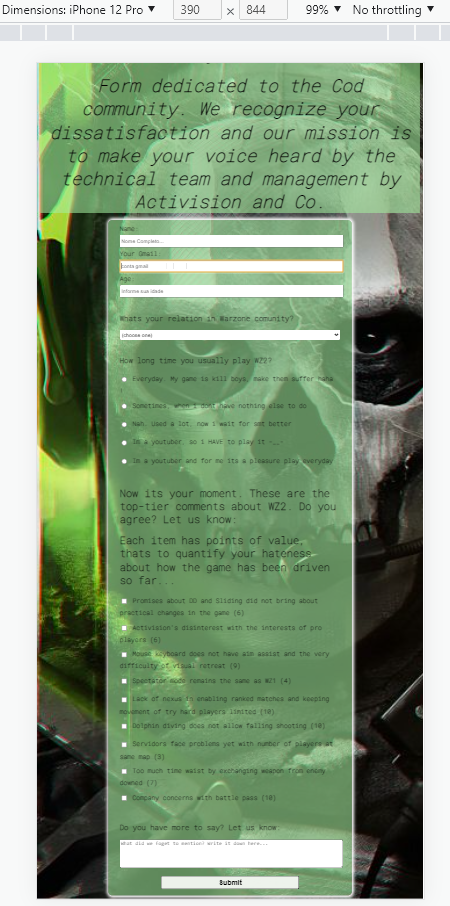 Dimensions: iPhone 12 Pro ▼ 390 × 844 99% ▼ No throttling ▼
Form dedicated to the Cod
community. We recognize your
dissatisfaction and our mission is
to make your voice heard by the
technical team and management by
Activision and Co.
Name:
Nome Completo...
Your Gmail:
conta-gmail
Age:
Informe sua idade
Whats your relation in Warzone comunity?
(choose one)
How long time you usually play WZ2?
Everyday. My game is kill boys, make them suffer haha
!
Sometimes, when i dont have nothing else to do
Nah. Used a lot, now i wait for smt better
Im a youtuber, so i HAVE to play it -,,-
Im a youtuber and for me its a pleasure play everyday
Now its your moment. These are the
top-tier comments about WZ2. Do you
agree? Let us know:
Each item has points of value,
thats to quantify your hateness
about how the game has been driven
so far...
Promises about DO and Sliding did not bring about
practical changes in the game (6)
Activision's disinterest with the interests of pro
players (6)
Mouse keyboard does not have aim assist and the very
difficulty of visual retreat (9)
Spectator mode remains the same as WZ1 (4)
Lack of nexus in enabling ranked matches and keeping
movement of try hard players limited (10)
Dolphin diving does not allow falling shooting (10)
Servidors face problems yet with number of players at
same map (3)
Too much time waist by exchanging weapon from enemy
downed (7)
Company concerns with battle pass (10)
Do you have more to say? Let us know:
What did we foget to mention? Write it down here...
Submit